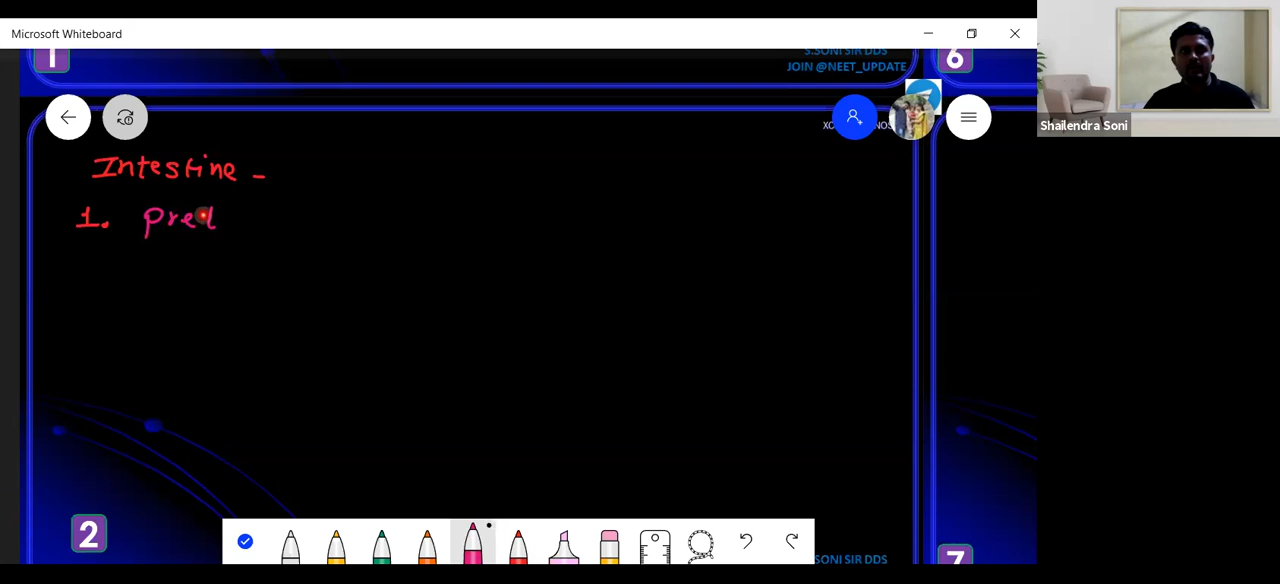 Microsoft Whiteboard
1
S.SONI SIR DDS
JOIN @NEET_UPDATE
6
Shailendra Soni
Intestine -
1. pred
2
SONI SIR DDS
7